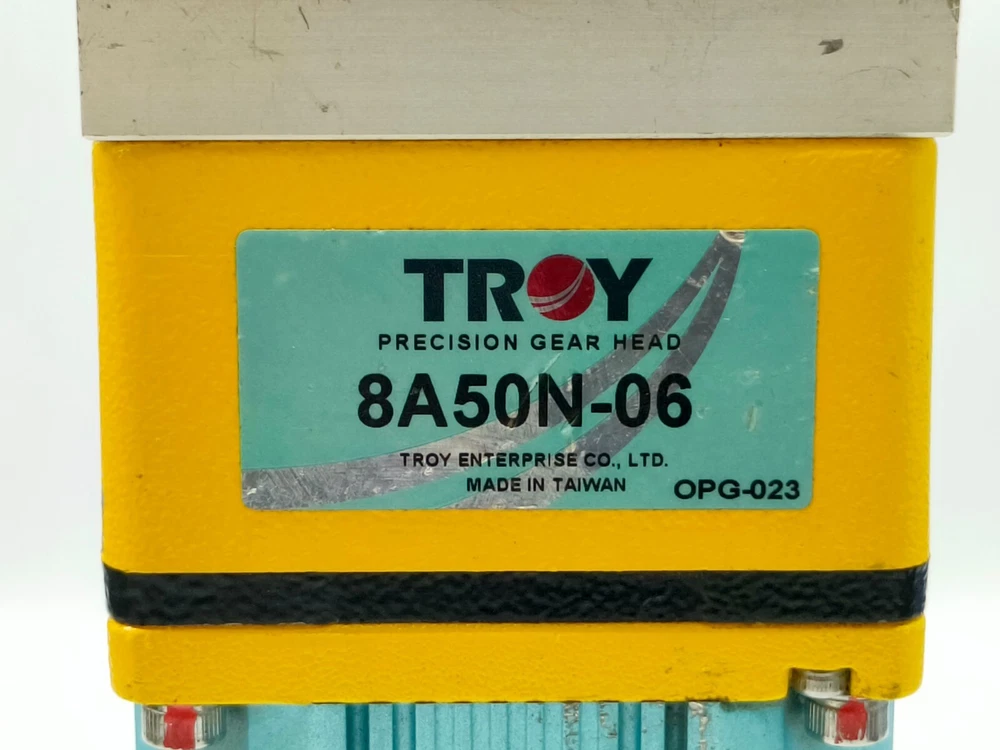 TROY
PRECISION GEAR HEAD
8A50N-06
TROY ENTERPRISE CO., LTD.
MADE IN TAIWAN
OPG-023